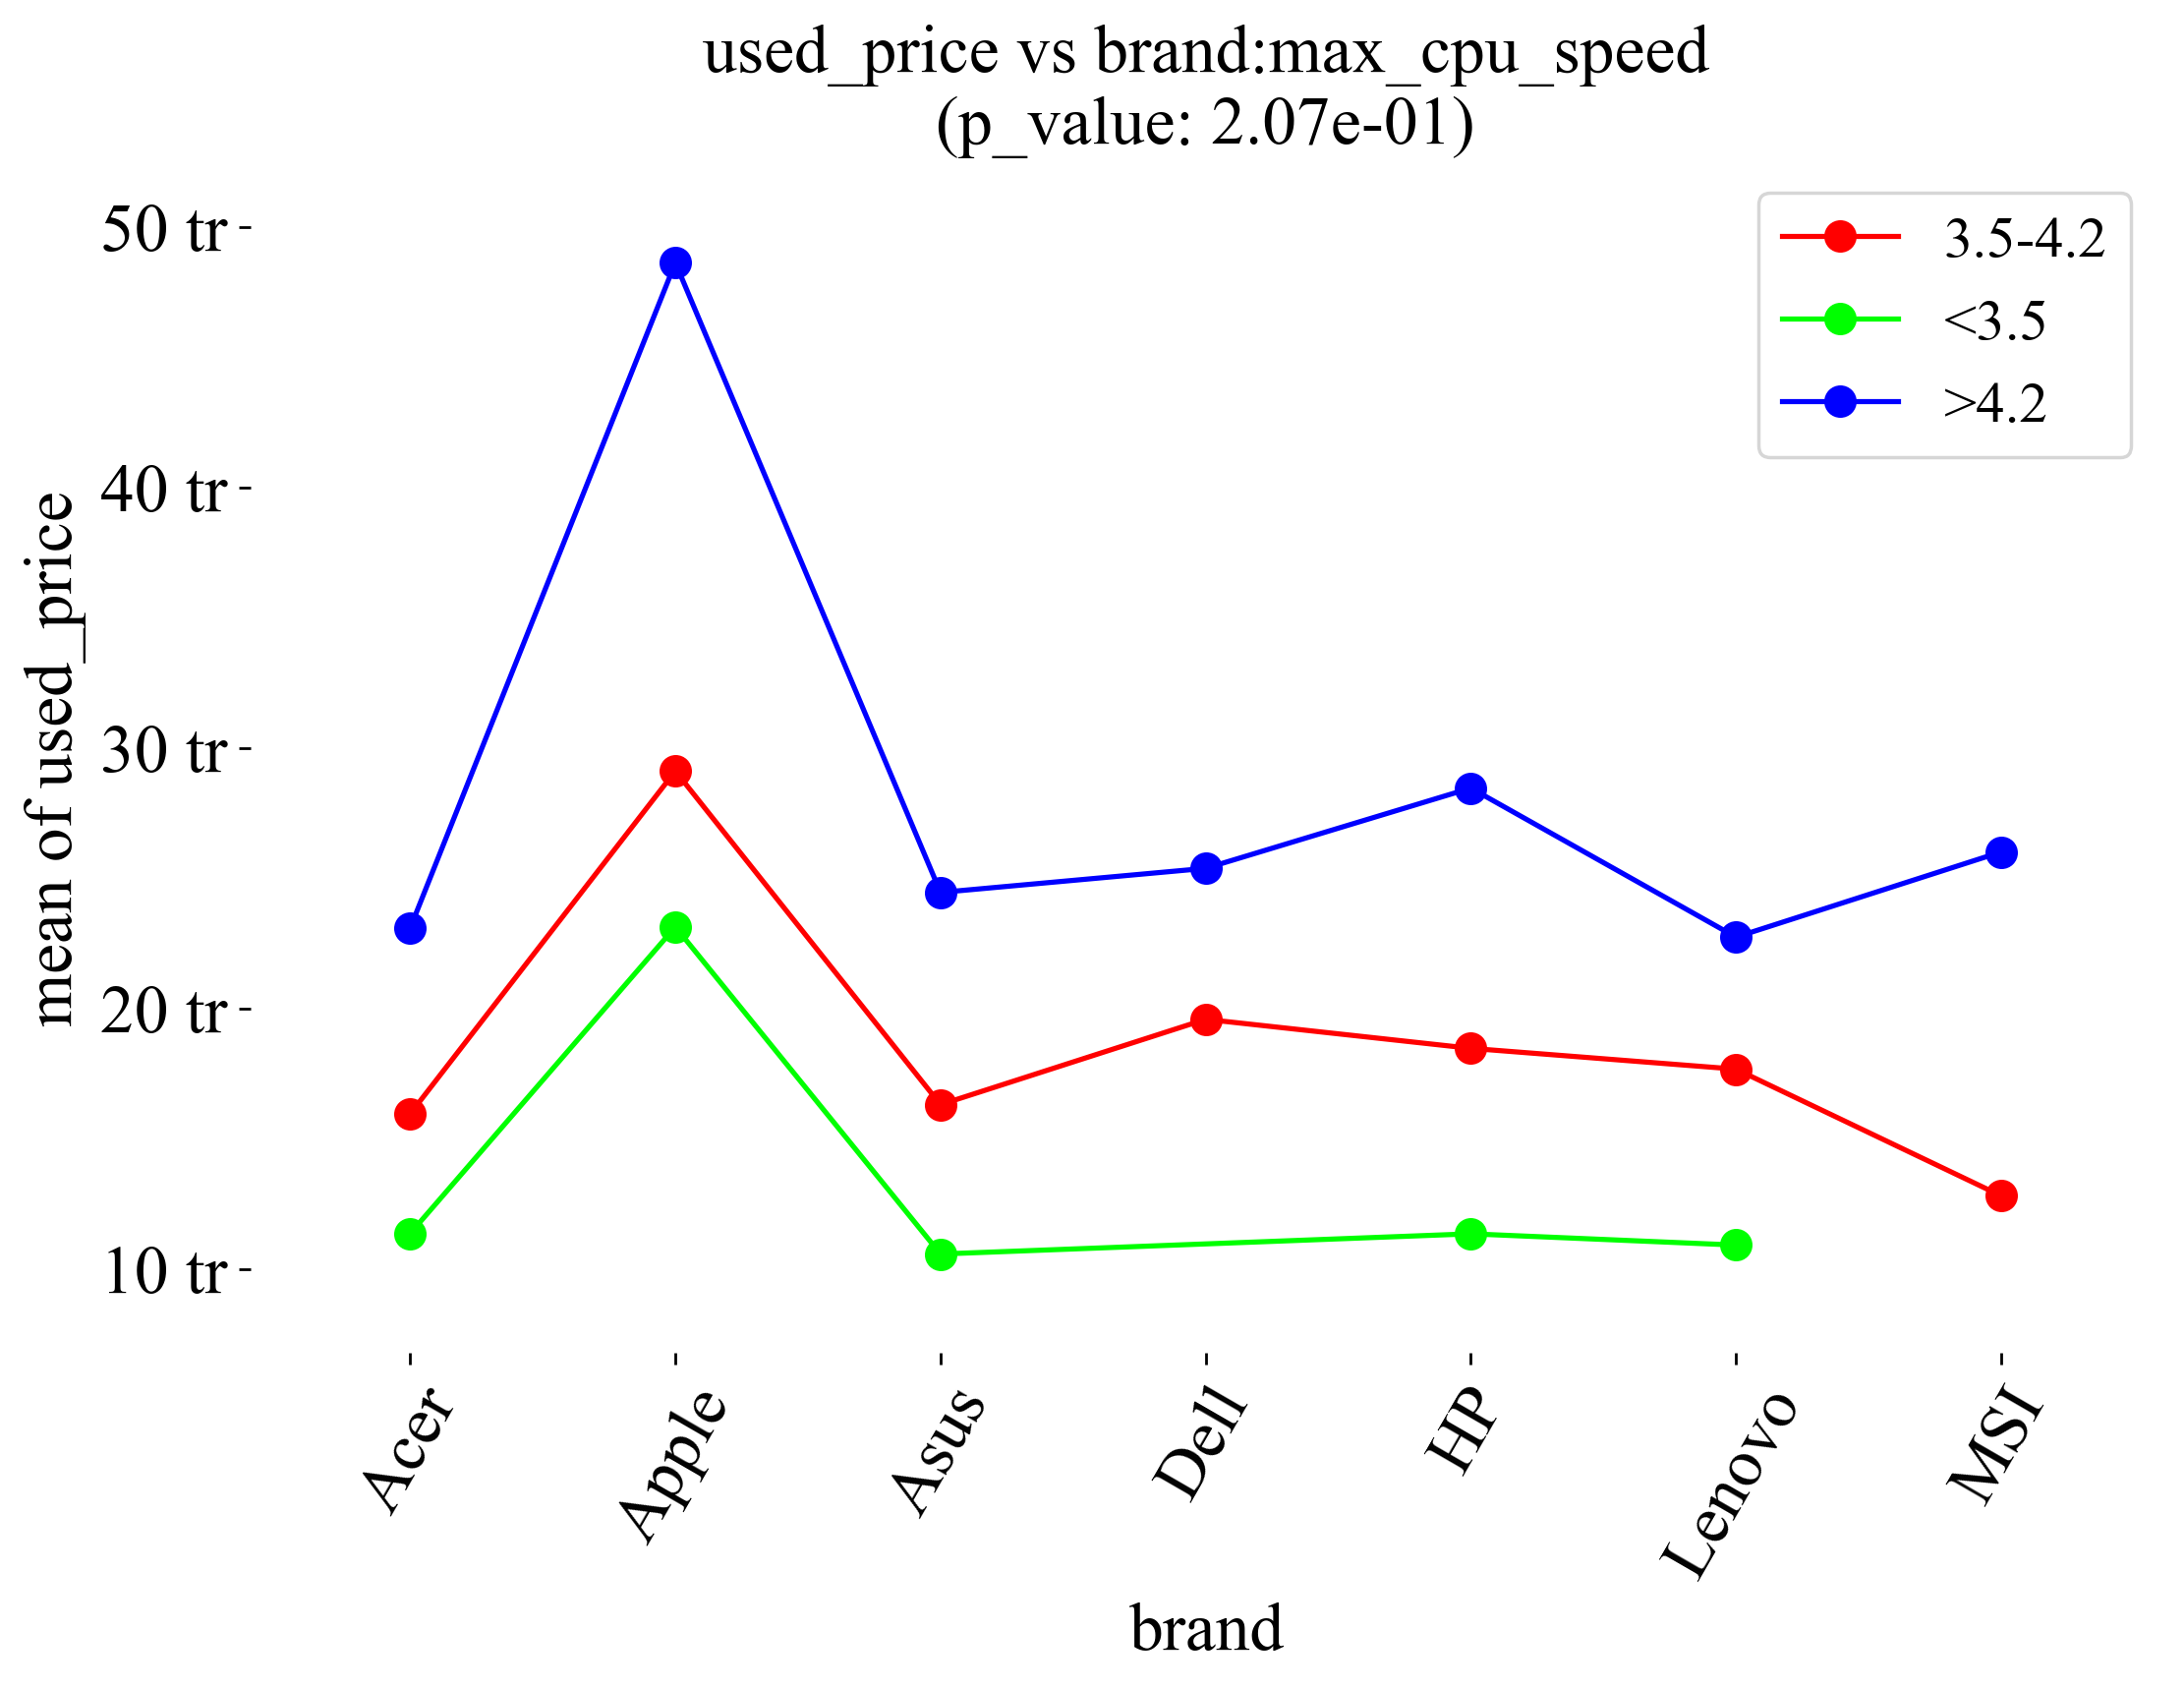 used_price vs brand:max_cpu_speed
(p_value: 2.07e-01)
3.5-4.2
<3.5
>4.2
mean of used_price
50 tr
40 tr
30 tr
20 tr
10 tr
Acer
Apple
Asus
Dell
HP
Lenovo
MSI
brand